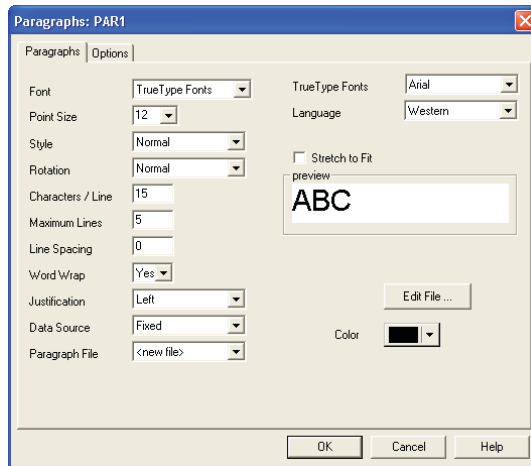 Paragraphs: PAR1
Paragraphs
Options
Font
TrueType Fonts
TrueType Fonts
Arial
Point Size
12
Language
Western
Style
Normal
Rotation
Normal
Stretch to Fit
Characters / Line
15
preview
ABC
Maximum Lines
5
Line Spacing
0
Word Wrap
Yes
Justification
Left
Edit File ...
Data Source
Fixed
Color
Paragraph File
<new file>
OK
Cancel
Help